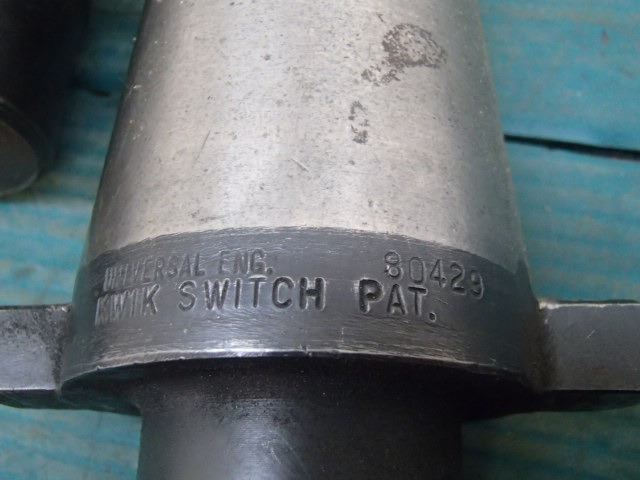 UNIVERSAL ENG. 80429
KWIK SWITCH PAT.